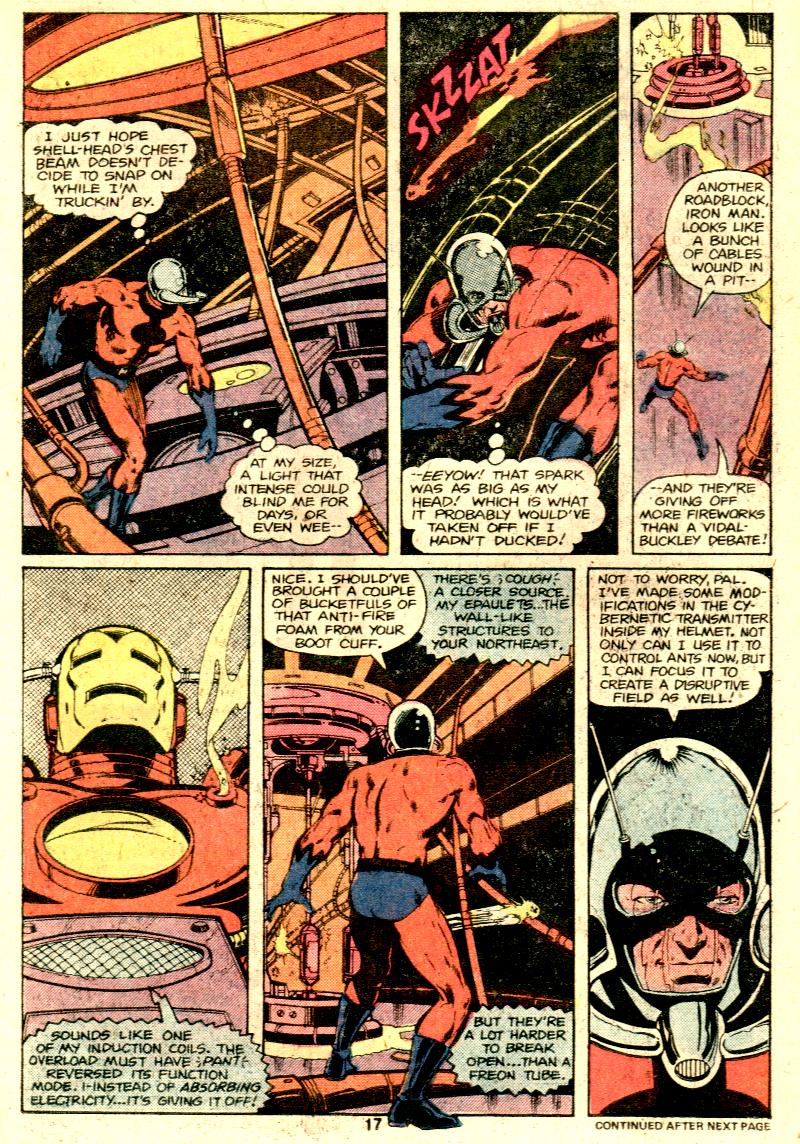 I JUST HOPE
SHELL-HEAD'S CHEST
BEAM DOESN'T DE-
CIDE TO SNAP ON
WHILE I'M
TRUCKIN' BY.
AT MY SIZE,
A LIGHT THAT
INTENSE COULD
BLIND ME FOR
DAYS, OR
EVEN WEE--
SKZZZAT
--EEYOW! THAT SPARK
WAS AS BIG AS MY
HEAD! WHICH IS WHAT
IT PROBABLY WOULD'VE
TAKEN OFF IF I
HADN'T DUCKED!
ANOTHER
ROADBLOCK,
IRON MAN.
LOOKS LIKE
A BUNCH
OF CABLES
WOUND IN
A PIT--
--AND THEY'RE
GIVING OFF
MORE FIREWORKS
THAN A VIDAL-
BUCKLEY DEBATE!
SOUNDS LIKE ONE
OF MY INDUCTION COILS. THE
OVERLOAD MUST HAVE ;PANT;
REVERSED ITS FUNCTION
MODE. I-INSTEAD OF ABSORBING
ELECTRICITY...IT'S GIVING IT OFF!
NICE. I SHOULD'VE
BROUGHT A COUPLE
OF BUCKETFULS OF
THAT ANTI-FIRE
FOAM FROM YOUR
BOOT CUFF.
THERE'S ;COUGH;
A CLOSER SOURCE.
MY EPAULETS...THE
WALL-LIKE
STRUCTURES TO
YOUR NORTHEAST.
BUT THEY'RE
A LOT HARDER
TO BREAK
OPEN...THAN A
FREON TUBE.
NOT TO WORRY, PAL.
I'VE MADE SOME MOD-
IFICATIONS IN THE CY-
BERNETIC TRANSMITTER
INSIDE MY HELMET. NOT
ONLY CAN I USE IT TO
CONTROL ANTS NOW, BUT
I CAN FOCUS IT TO
CREATE A DISRUPTIVE
FIELD AS WELL!
17
CONTINUED AFTER NEXT PAGE